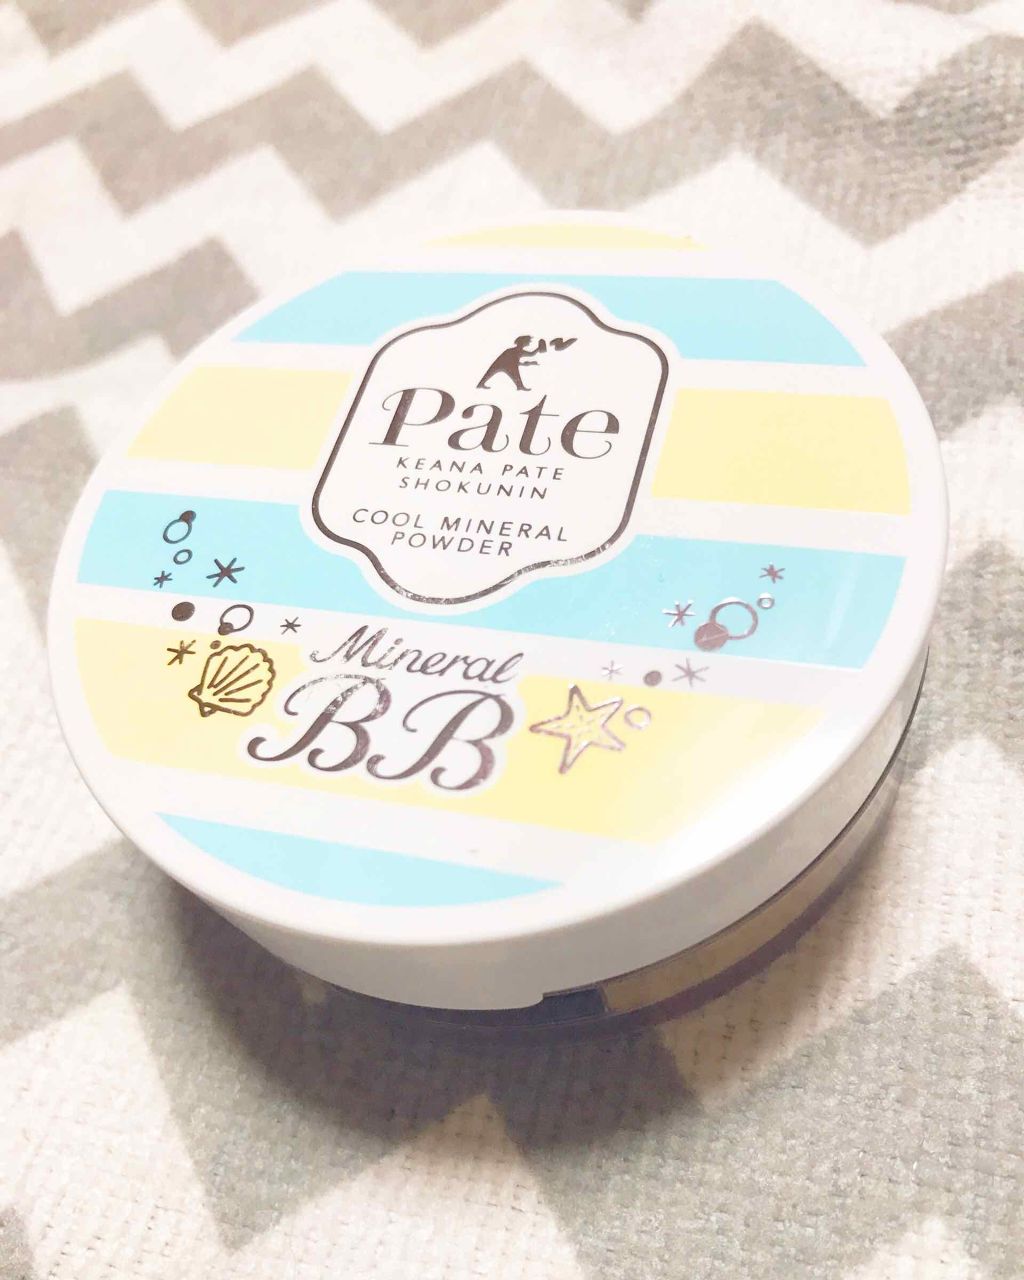 Pate
KEANA PATE
SHOKUNIN
COOL MINERAL
POWDER
Mineral
BB